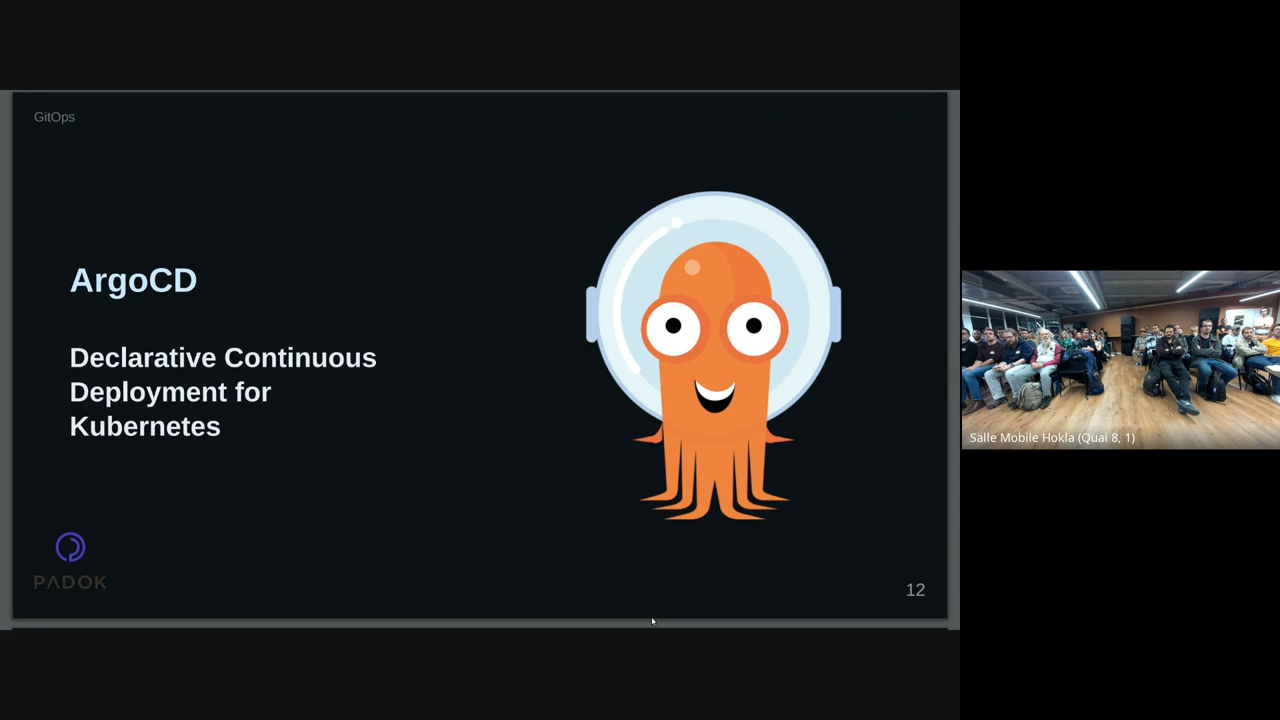 GitOps
ArgoCD
Declarative Continuous
Deployment for
Kubernetes
PADOK
12
Salle Mobile Hokla (Quai 8, 1)